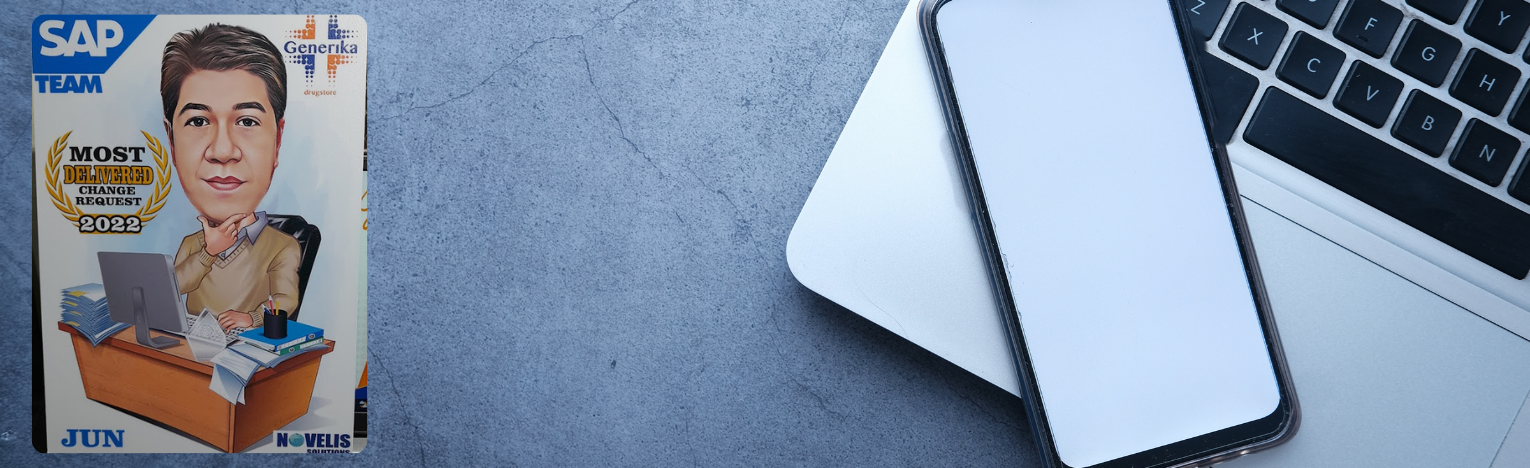 SAP
TEAM
Generika
drugstore
MOST
DELIVERED
CHANGE
REQUEST
2022
JUN
NOVELIS
SOLUTIONS
Z
X
C
V
B
N
F
G
H
Y